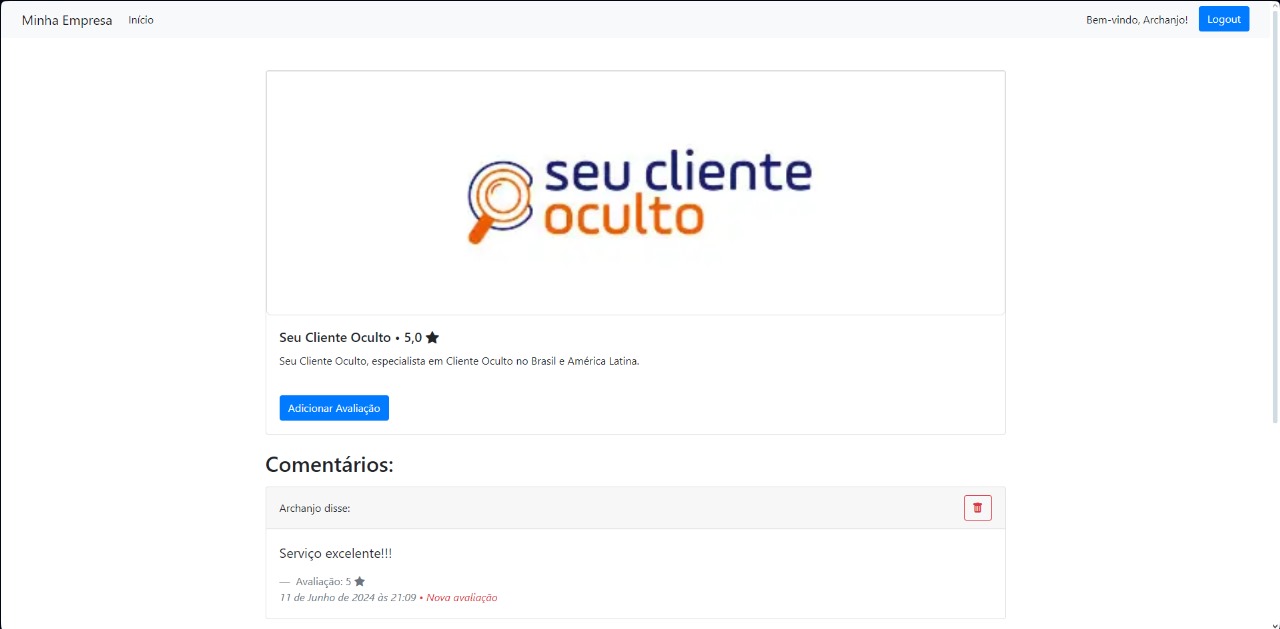 Minha Empresa Início Bem-vindo, Archanjo! Logout
seu cliente
oculto
Seu Cliente Oculto • 5,0 ★
Seu Cliente Oculto, especialista em Cliente Oculto no Brasil e América Latina.
Adicionar Avaliação
Comentários:
Archanjo disse:
Serviço excelente!!!
— Avaliação: 5 ★
11 de Junho de 2024 às 21:09 • Nova avaliação